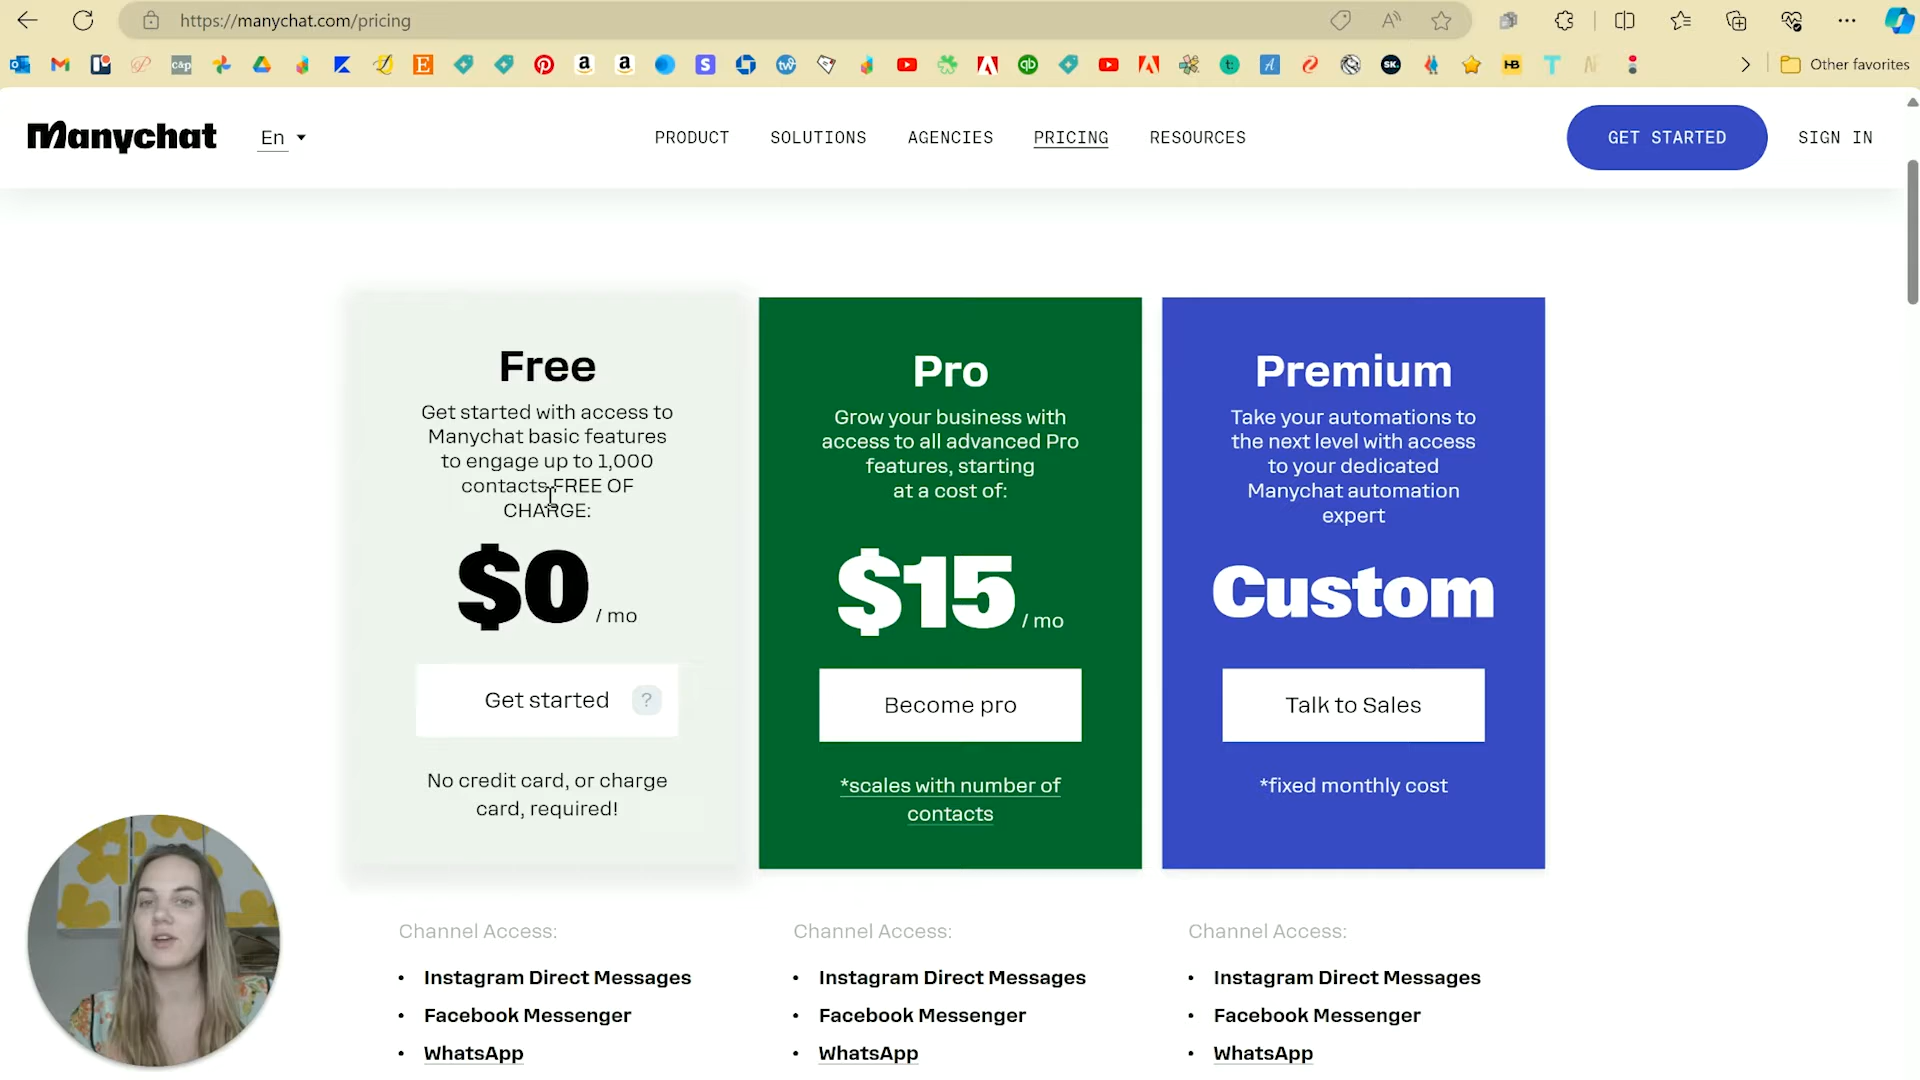 https://manychat.com/pricing
Other favorites
Manychat
En
PRODUCT
SOLUTIONS
AGENCIES
PRICING
RESOURCES
GET STARTED
SIGN IN
Free
Get started with access to
Manychat basic features
to engage up to 1,000
contacts FREE OF
CHARGE:
$0 / mo
Get started ?
No credit card, or charge
card, required!
Pro
Grow your business with
access to all advanced Pro
features, starting
at a cost of:
$15 / mo
Become pro
*scales with number of
contacts
Premium
Take your automations to
the next level with access
to your dedicated
Manychat automation
expert
Custom
Talk to Sales
*fixed monthly cost
Channel Access:
• Instagram Direct Messages
• Facebook Messenger
• WhatsApp
Channel Access:
• Instagram Direct Messages
• Facebook Messenger
• WhatsApp
Channel Access:
• Instagram Direct Messages
• Facebook Messenger
• WhatsApp